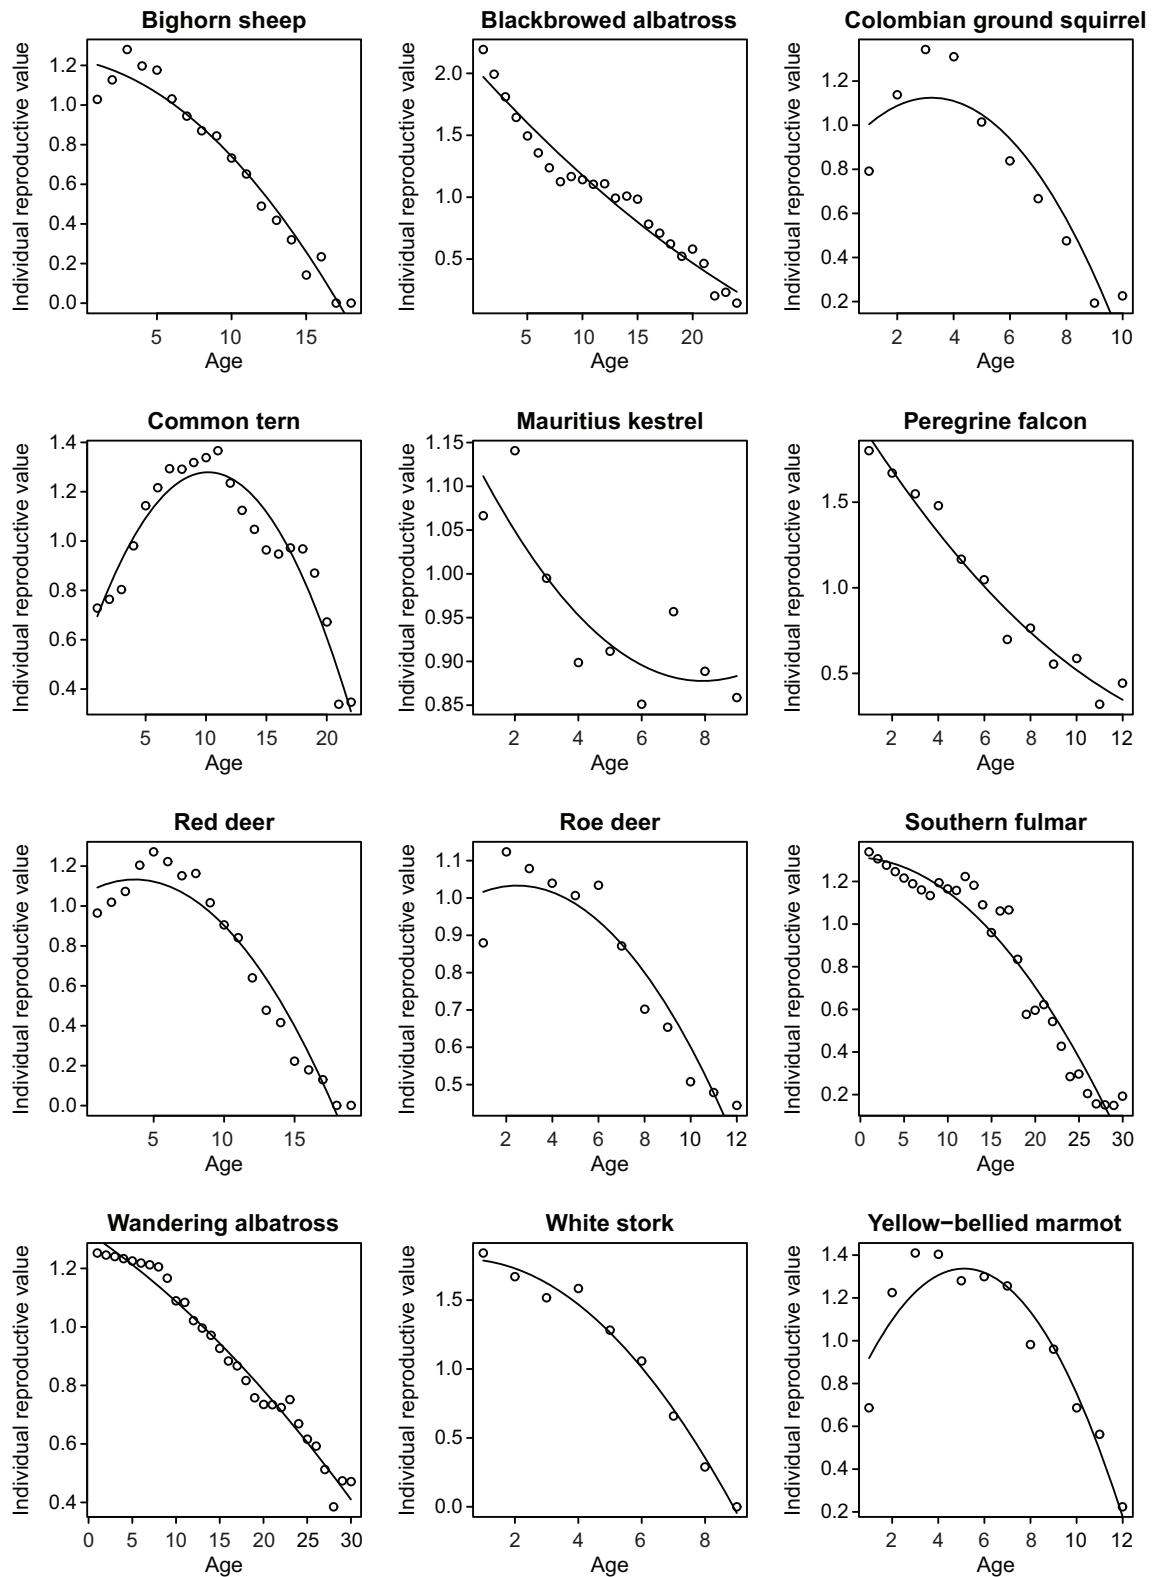 Bighorn sheep
Individual reproductive value
1.2
1.0
0.8
0.6
0.4
0.2
0.0
5 10 15
Age
Blackbrowed albatross
Individual reproductive value
2.0
1.5
1.0
0.5
5 10 15 20
Age
Colombian ground squirrel
Individual reproductive value
1.2
1.0
0.8
0.6
0.4
0.2
2 4 6 8 10
Age
Common tern
Individual reproductive value
1.4
1.2
1.0
0.8
0.6
0.4
5 10 15 20
Age
Mauritius kestrel
Individual reproductive value
1.15
1.10
1.05
1.00
0.95
0.90
0.85
2 4 6 8
Age
Peregrine falcon
Individual reproductive value
1.5
1.0
0.5
2 4 6 8 10 12
Age
Red deer
Individual reproductive value
1.2
1.0
0.8
0.6
0.4
0.2
0.0
5 10 15
Age
Roe deer
Individual reproductive value
1.1
1.0
0.9
0.8
0.7
0.6
0.5
2 4 6 8 10 12
Age
Southern fulmar
Individual reproductive value
1.2
1.0
0.8
0.6
0.4
0.2
0 5 10 15 20 25 30
Age
Wandering albatross
Individual reproductive value
1.2
1.0
0.8
0.6
0.4
0 5 10 15 20 25 30
Age
White stork
Individual reproductive value
1.5
1.0
0.5
0.0
2 4 6 8
Age
Yellow−bellied marmot
Individual reproductive value
1.4
1.2
1.0
0.8
0.6
0.4
0.2
2 4 6 8 10 12
Age